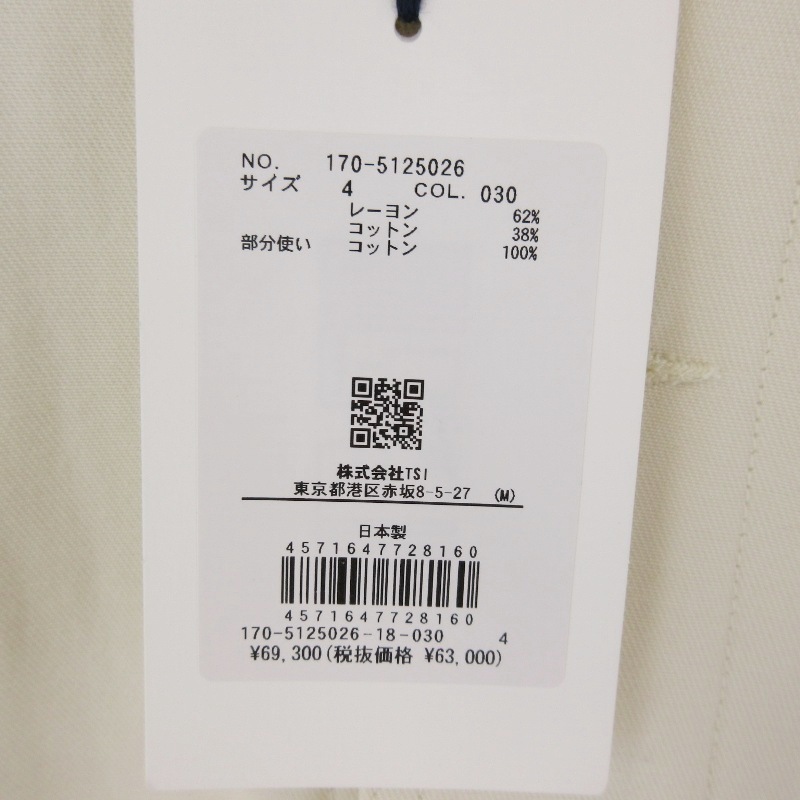 NO. 170-5125026
サイズ 4 COL. 030
レーヨン 62%
コットン 38%
部分使い コットン 100%
株式会社TSI
東京都港区赤坂8-5-27 (M)
日本製
4571647728160
4571647728160
170-5125026-18-030 4
¥69,300(税抜価格 ¥63,000)